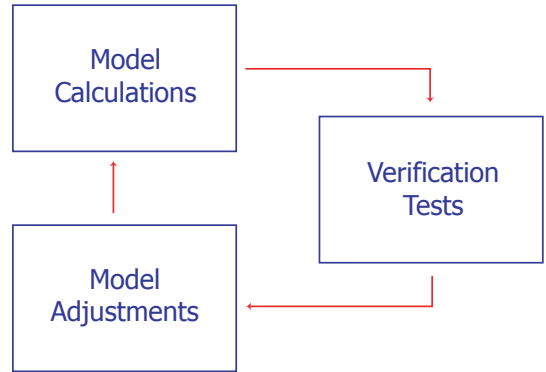 Model
Calculations
Verification
Tests
Model
Adjustments